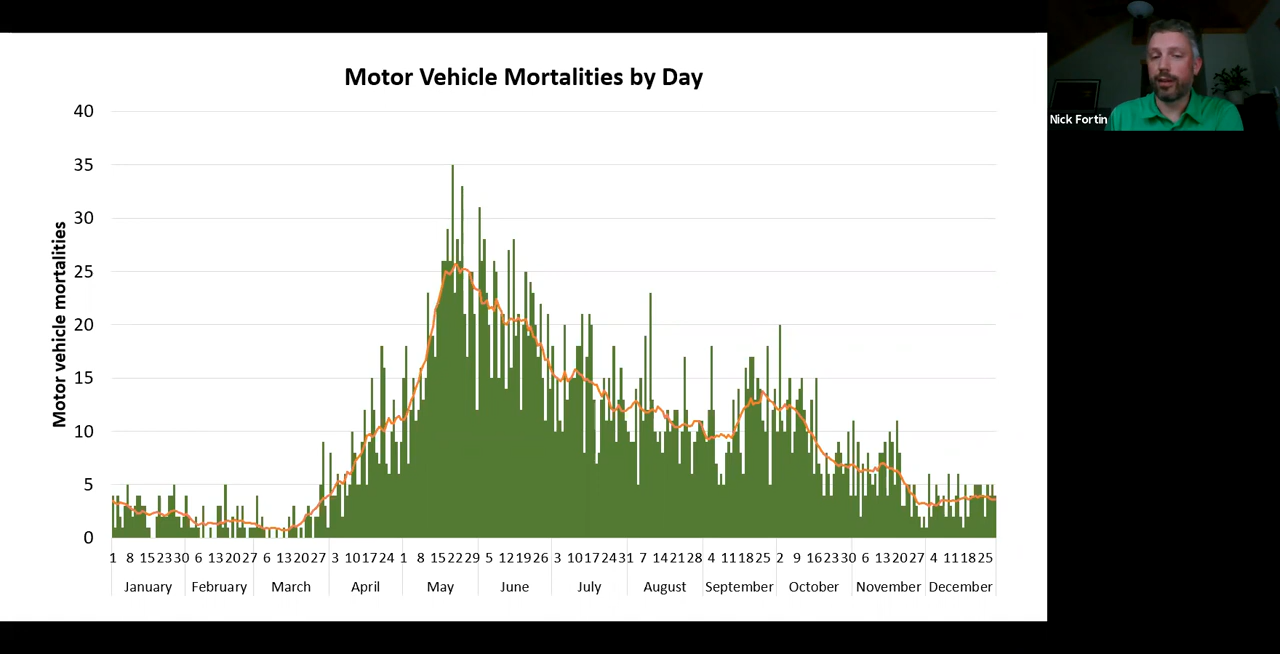 Motor Vehicle Mortalities by Day
Nick Fortin
Motor vehicle mortalities
40
35
30
25
20
15
10
5
0
1 8 15 23 30 6 13 20 27 6 13 20 27 3 10 17 24 1 8 15 22 29 5 12 19 26 3 10 17 24 31 7 14 21 28 4 11 18 25 2 9 16 23 30 6 13 20 27 4 11 18 25
January February March April May June July August September October November December